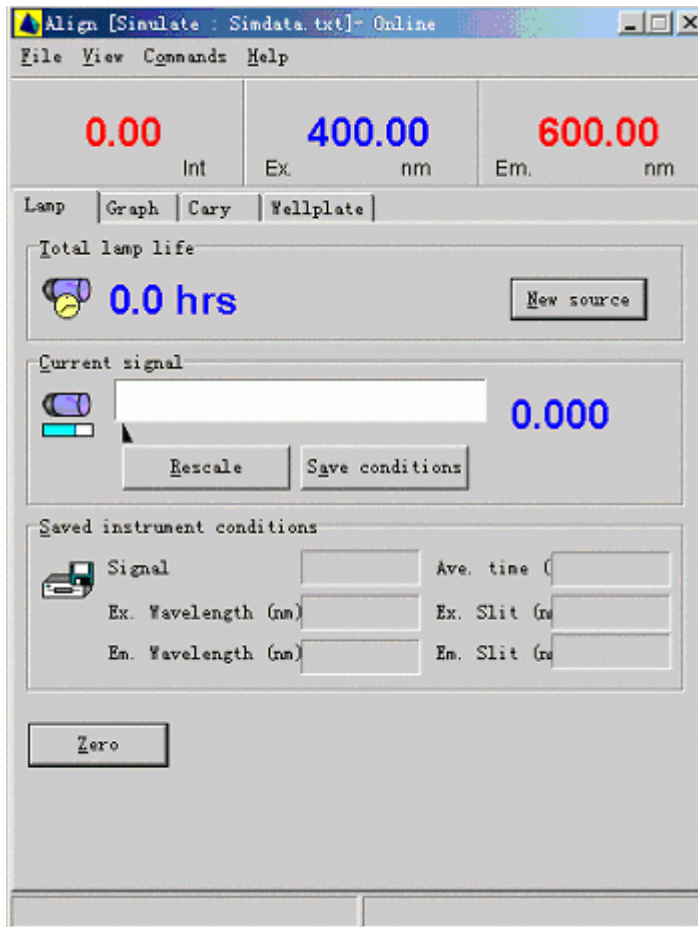 Align [Simulate : Simdata.txt]- Online
File View Commands Help
0.00 400.00 600.00
Int Ex. nm Em. nm
Lamp Graph Cary Wellplate
Total lamp life
0.0 hrs New source
Current signal
0.000
Rescale Save conditions
Saved instrument conditions
Signal Ave. time (
Ex. Wavelength (nm) Ex. Slit (n
Em. Wavelength (nm) Em. Slit (n
Zero